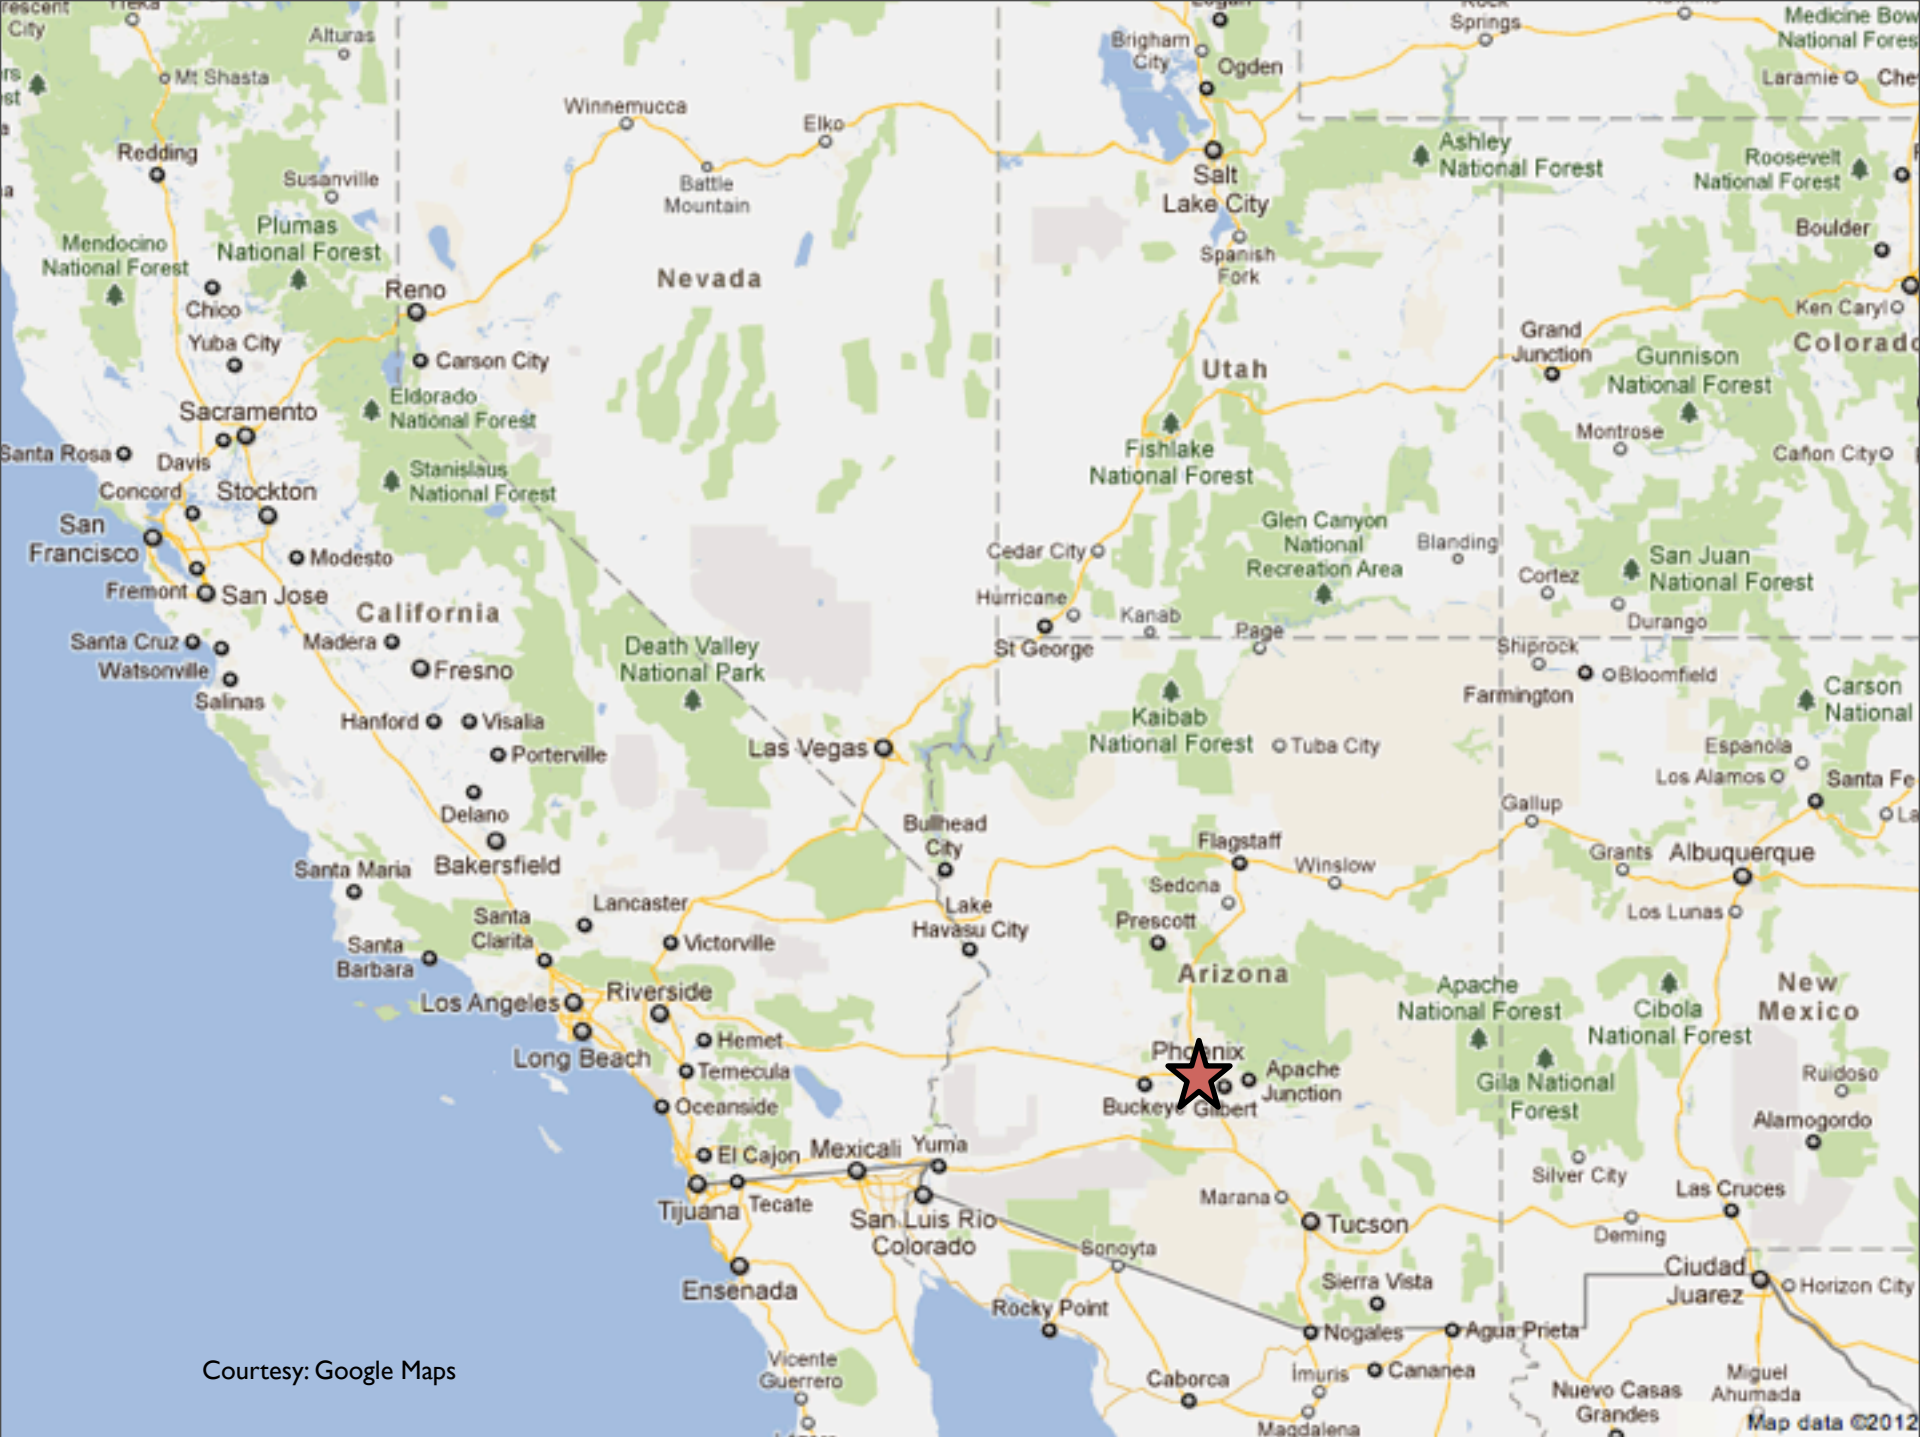 rescent
City
Yreka
Alturas
Mt Shasta
Redding
Susanville
Plumas
National Forest
Mendocino
National Forest
Chico
Yuba City
Reno
Carson City
Eldorado
National Forest
Sacramento
Santa Rosa
Davis
Stanislaus
National Forest
Concord
Stockton
San
Francisco
Modesto
Fremont
San Jose
California
Santa Cruz
Madera
Watsonville
Fresno
Salinas
Hanford
Visalia
Porterville
Delano
Bakersfield
Santa Maria
Lancaster
Santa
Clarita
Santa
Barbara
Victorville
Los Angeles
Riverside
Long Beach
Hemet
Temecula
Oceanside
El Cajon
Mexicali
Yuma
Tijuana
Tecate
San Luis Rio
Colorado
Ensenada
Vicente
Guerrero
Winnemucca
Elko
Battle
Mountain
Nevada
Death Valley
National Park
Las Vegas
Bullhead
City
Lake
Havasu City
Logan
Brigham
City
Ogden
Salt
Lake City
Spanish
Fork
Utah
Fishlake
National Forest
Cedar City
Hurricane
St George
Kanab
Glen Canyon
National
Recreation Area
Page
Blanding
Kaibab
National Forest
Tuba City
Flagstaff
Winslow
Sedona
Prescott
Arizona
Phoenix
Buckeye
Gilbert
Apache
Junction
Marana
Tucson
Sonoyta
Sierra Vista
Rocky Point
Nogales
Agua Prieta
Caborca
Ímuris
Cananea
Magdalena
Rock
Springs
Medicine Bow
National Fores
Laramie
Che
Ashley
National Forest
Roosevelt
National Forest
Boulder
Ken Caryl
Colorado
Grand
Junction
Gunnison
National Forest
Montrose
Cañon City
San Juan
National Forest
Cortez
Durango
Shiprock
Bloomfield
Farmington
Carson
National
Espanola
Los Alamos
Santa Fe
La
Gallup
Grants
Albuquerque
Los Lunas
Apache
National Forest
Cibola
National Forest
New
Mexico
Gila National
Forest
Ruidoso
Alamogordo
Silver City
Las Cruces
Deming
Ciudad
Juarez
Horizon City
Nuevo Casas
Grandes
Miguel
Ahumada
Courtesy: Google Maps
Map data ©2012